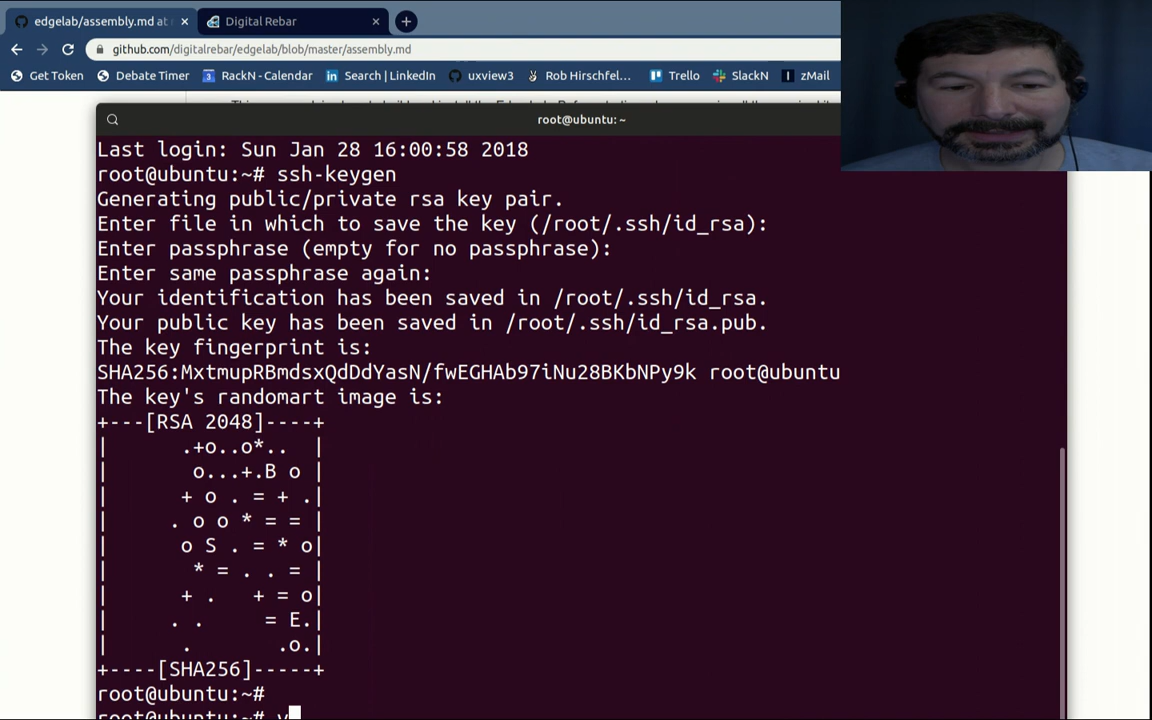 edgelab/assembly.md at
Digital Rebar
github.com/digitalrebar/edgelab/blob/master/assembly.md
Get Token Debate Timer RackN - Calendar Search | LinkedIn uxview3 Rob Hirschfel... Trello SlackN zMail
root@ubuntu: ~
Last login: Sun Jan 28 16:00:58 2018
root@ubuntu:~# ssh-keygen
Generating public/private rsa key pair.
Enter file in which to save the key (/root/.ssh/id_rsa):
Enter passphrase (empty for no passphrase):
Enter same passphrase again:
Your identification has been saved in /root/.ssh/id_rsa.
Your public key has been saved in /root/.ssh/id_rsa.pub.
The key fingerprint is:
SHA256:MxtmupRBmdsxQdDdYasN/fwEGHAb97iNu28BKbNPy9k root@ubuntu
The key's randomart image is:
+---[RSA 2048]----+
|      .+o..o*..  |
|       o...+.B o |
|      + o . = + .|
|     . o o * = = |
|      o S . = * o|
|       * = . . = |
|      + .   + = o|
|     . .     = E.|
|      .       .o.|
+----[SHA256]-----+
root@ubuntu:~#
root@ubuntu:~# v